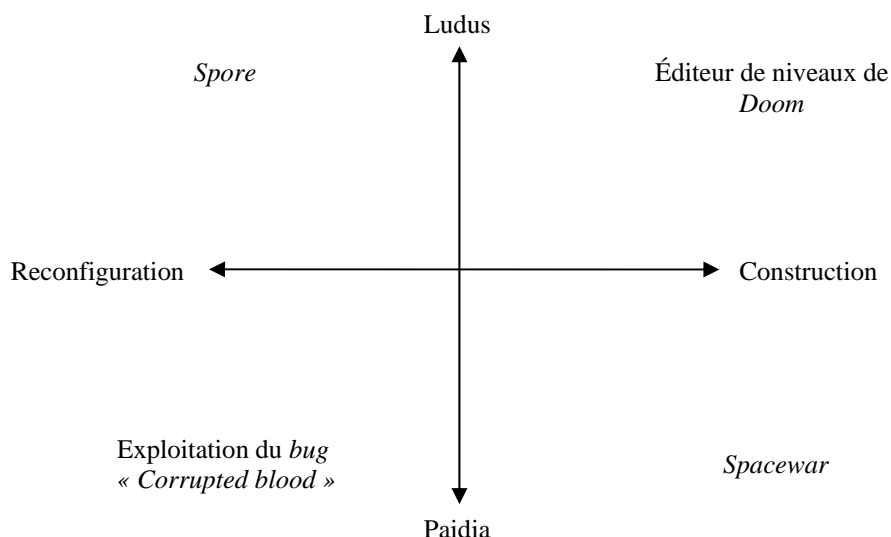 Ludus
Spore
Éditeur de niveaux de
Doom
Reconfiguration
Construction
Exploitation du bug
« Corrupted blood »
Spacewar
Paidia